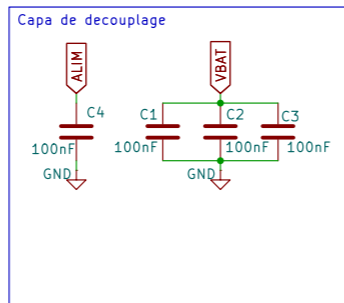 Capa de decouplage
ALIM
VBAT
C4
100nF
GND
C1
100nF
C2
100nF
C3
100nF
GND